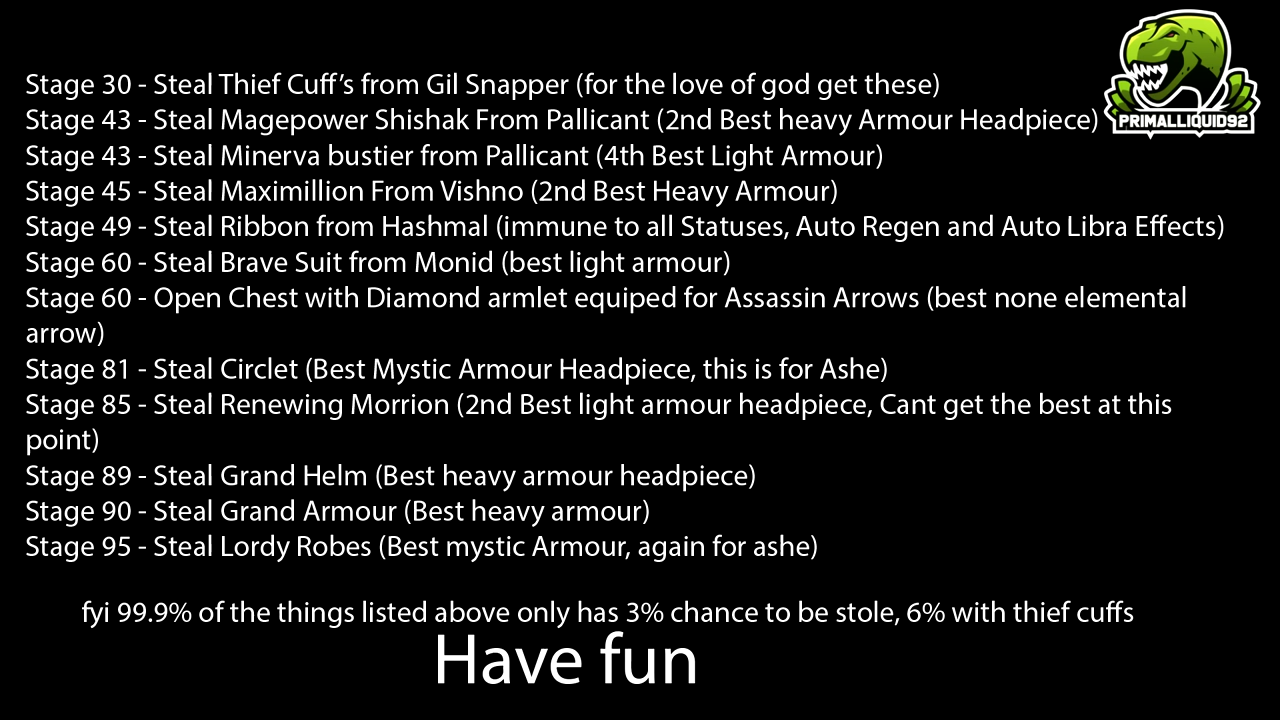 Stage 30 - Steal Thief Cuff's from Gil Snapper (for the love of god get these)
Stage 43 - Steal Magepower Shishak From Pallicant (2nd Best heavy Armour Headpiece)
PRIMALLIQUID92
Stage 43 - Steal Minerva bustier from Pallicant (4th Best Light Armour)
Stage 45 - Steal Maximillion From Vishno (2nd Best Heavy Armour)
Stage 49 - Steal Ribbon from Hashmal (immune to all Statuses, Auto Regen and Auto Libra Effects)
Stage 60 - Steal Brave Suit from Monid (best light armour)
Stage 60 - Open Chest with Diamond armlet equiped for Assassin Arrows (best none elemental
arrow)
Stage 81 - Steal Circlet (Best Mystic Armour Headpiece, this is for Ashe)
Stage 85 - Steal Renewing Morrion (2nd Best light armour headpiece, Cant get the best at this
point)
Stage 89 - Steal Grand Helm (Best heavy armour headpiece)
Stage 90 - Steal Grand Armour (Best heavy armour)
Stage 95 - Steal Lordy Robes (Best mystic Armour, again for ashe)
fyi 99.9% of the things listed above only has 3% chance to be stole, 6% with thief cuffs
Have fun